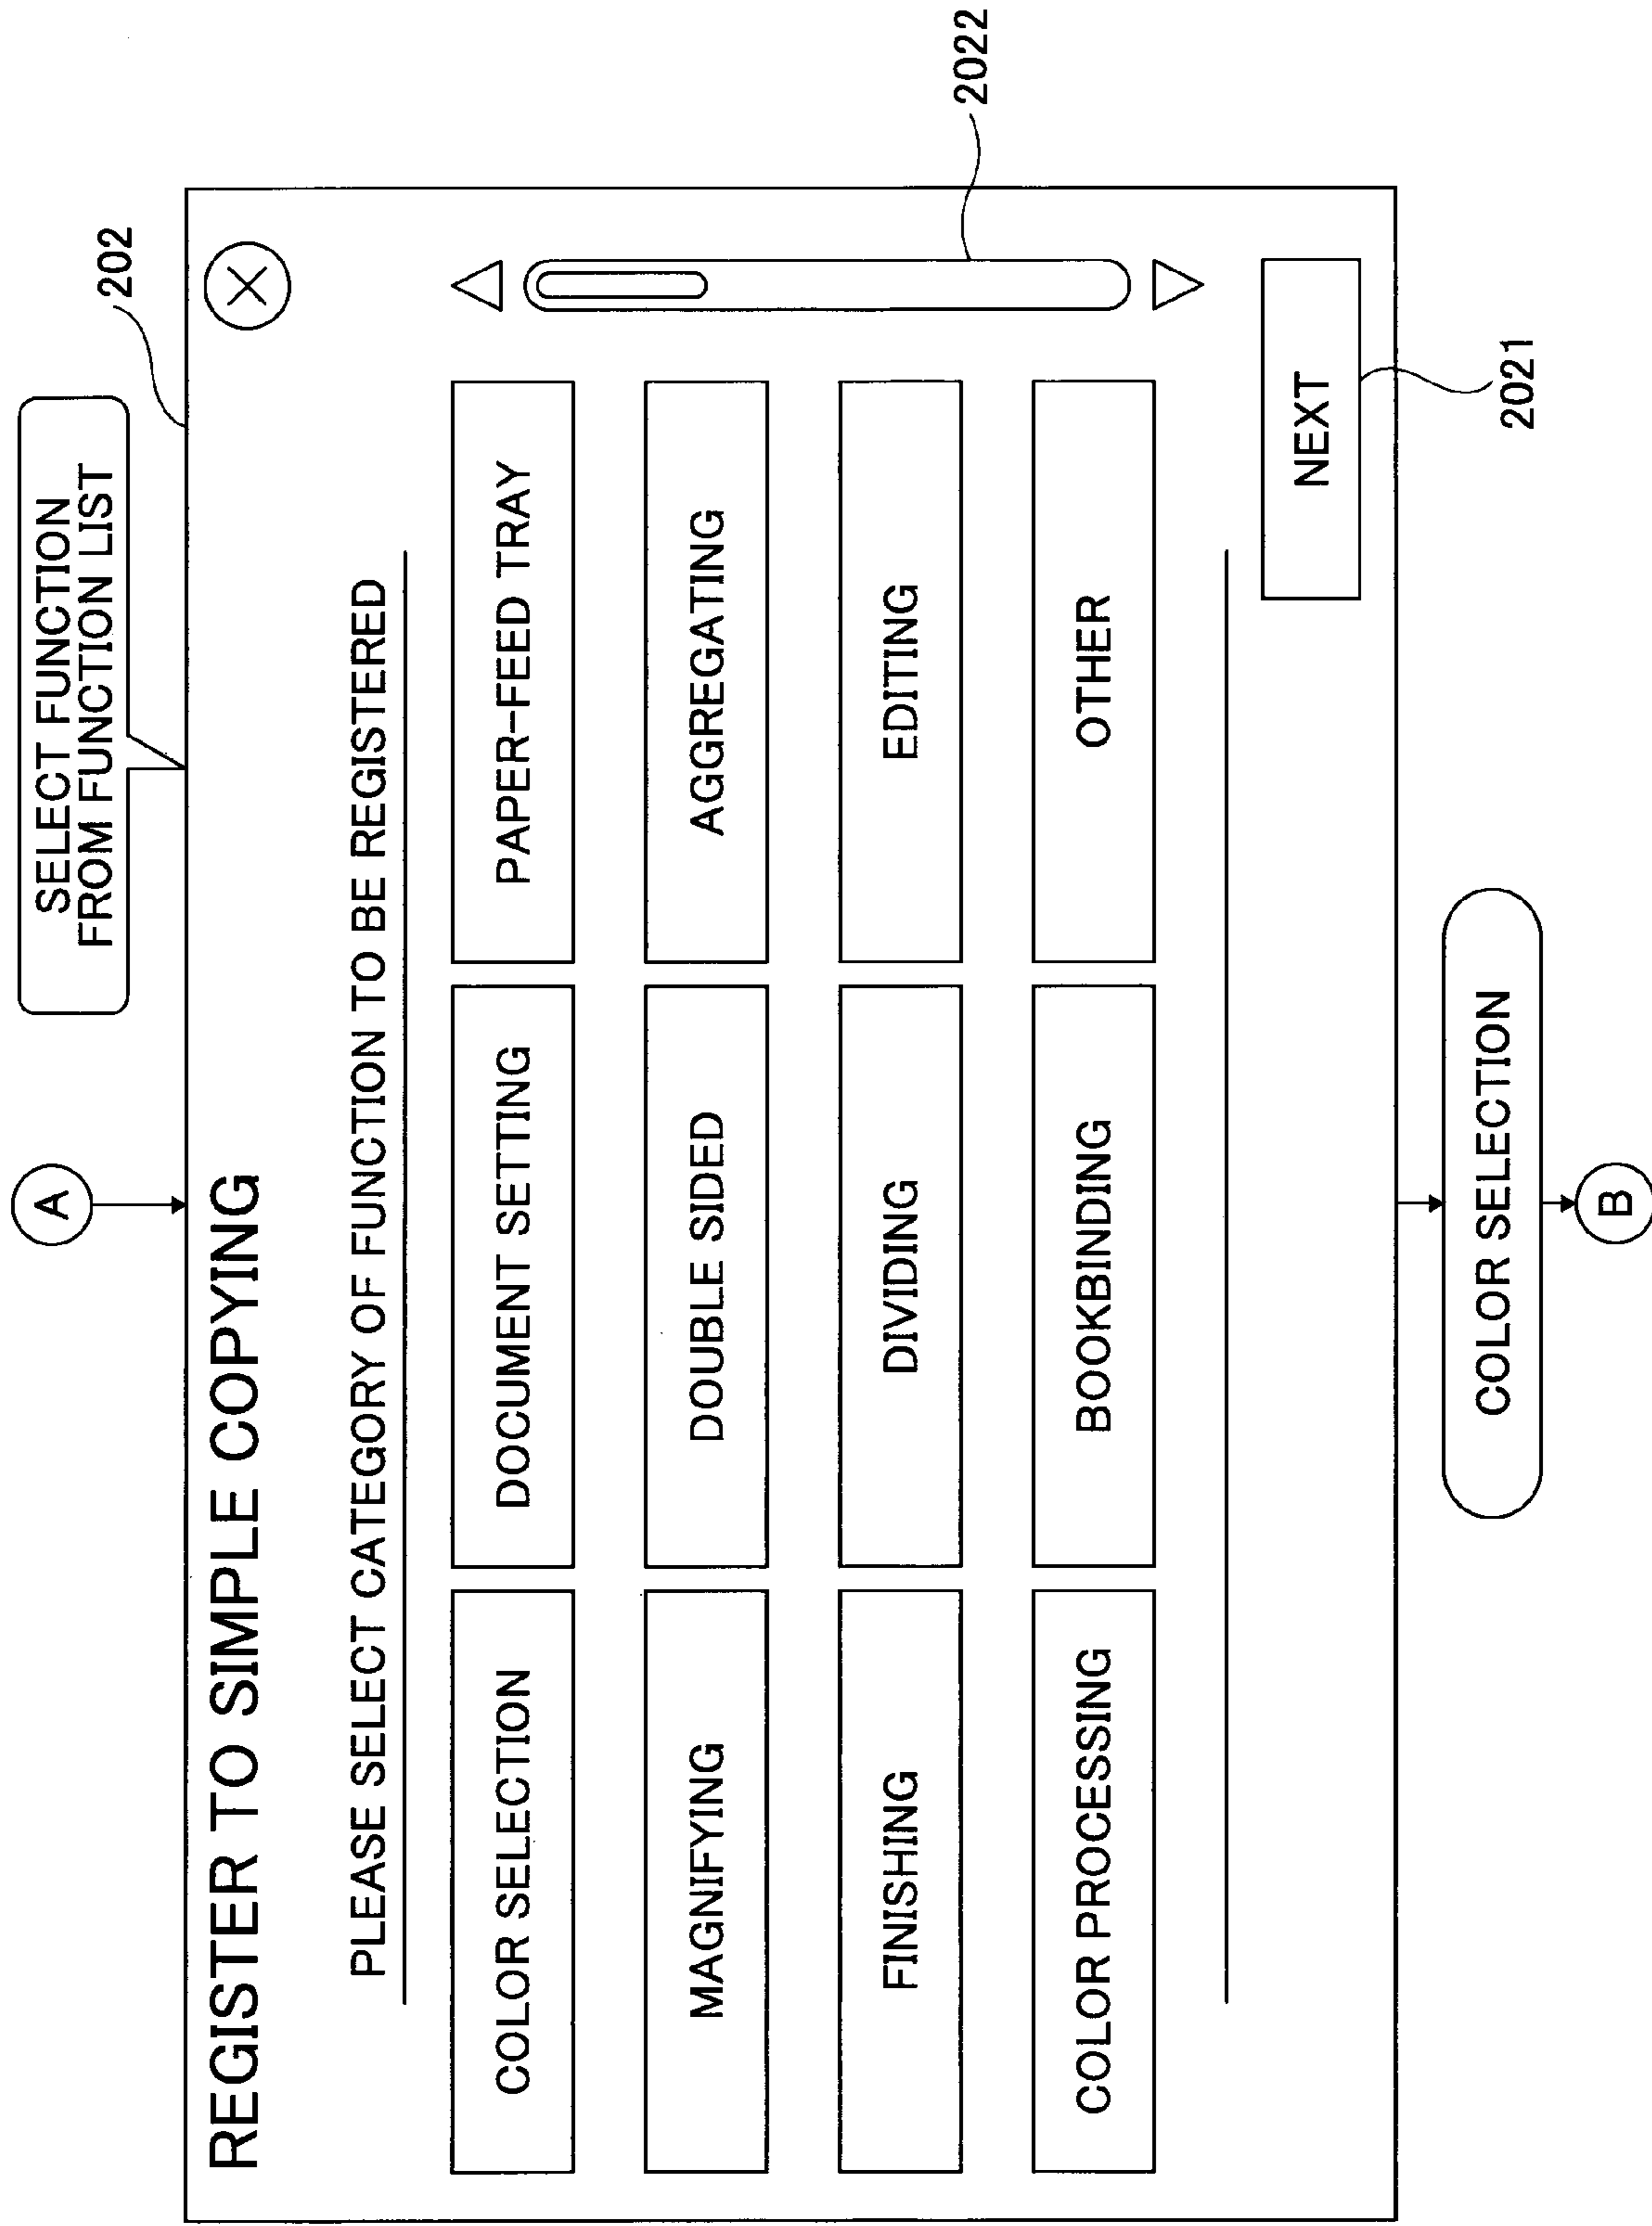 A
SELECT FUNCTION
FROM FUNCTION LIST
202
REGISTER TO SIMPLE COPYING
X
PLEASE SELECT CATEGORY OF FUNCTION TO BE REGISTERED
COLOR SELECTION
DOCUMENT SETTING
PAPER-FEED TRAY
MAGNIFYING
DOUBLE SIDED
AGGREGATING
2022
FINISHING
DIVIDING
EDITING
COLOR PROCESSING
BOOKBINDING
OTHER
NEXT
2021
COLOR SELECTION
B